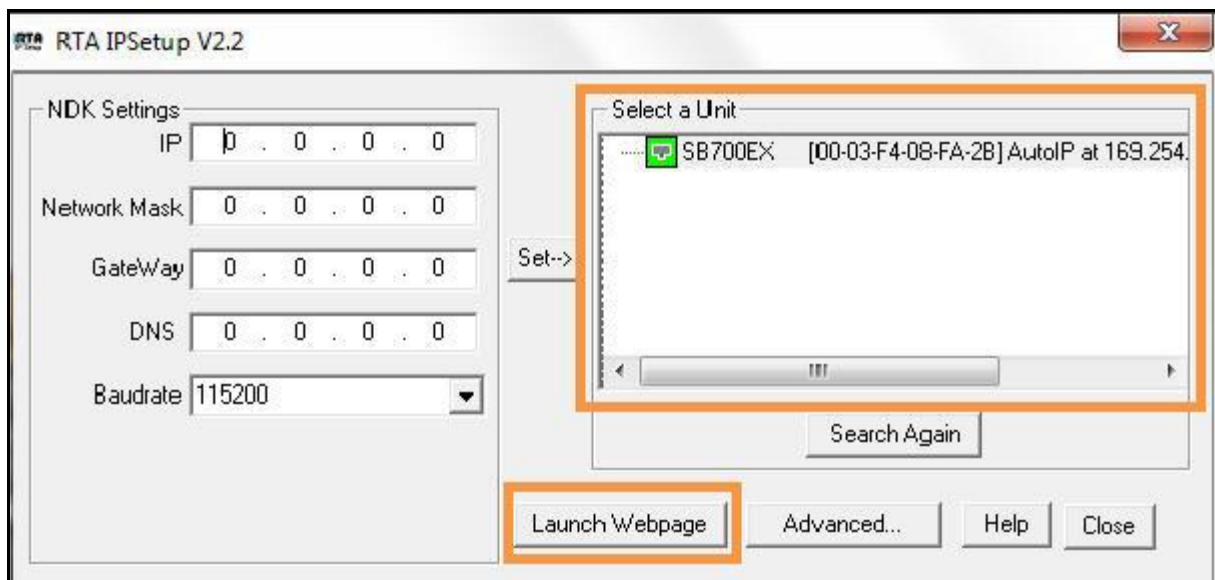 RTA IPSetup V2.2
NDK Settings
IP 0 . 0 . 0 . 0
Network Mask 0 . 0 . 0 . 0
GateWay 0 . 0 . 0 . 0
DNS 0 . 0 . 0 . 0
Baudrate 115200
Set-->
Select a Unit
SB700EX [00-03-F4-08-FA-2B] AutoIP at 169.254.
Search Again
Launch Webpage
Advanced...
Help
Close